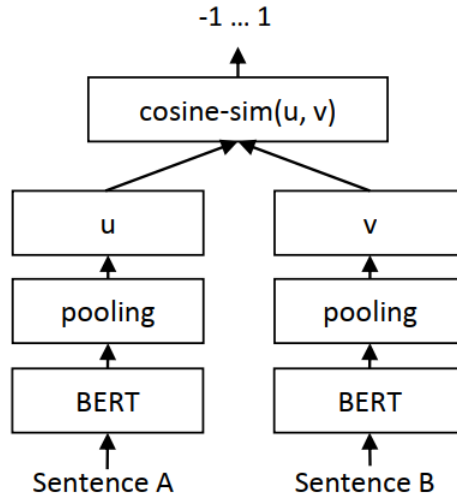 -1 ... 1
cosine-sim(u, v)
u
v
pooling
pooling
BERT
BERT
Sentence A
Sentence B